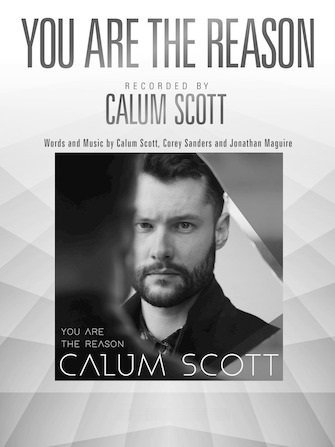 YOU ARE THE REASON
RECORDED BY
CALUM SCOTT
Words and Music by Calum Scott, Corey Sanders and Jonathan Maguire
YOU ARE
THE REASON
CALUM SCOTT